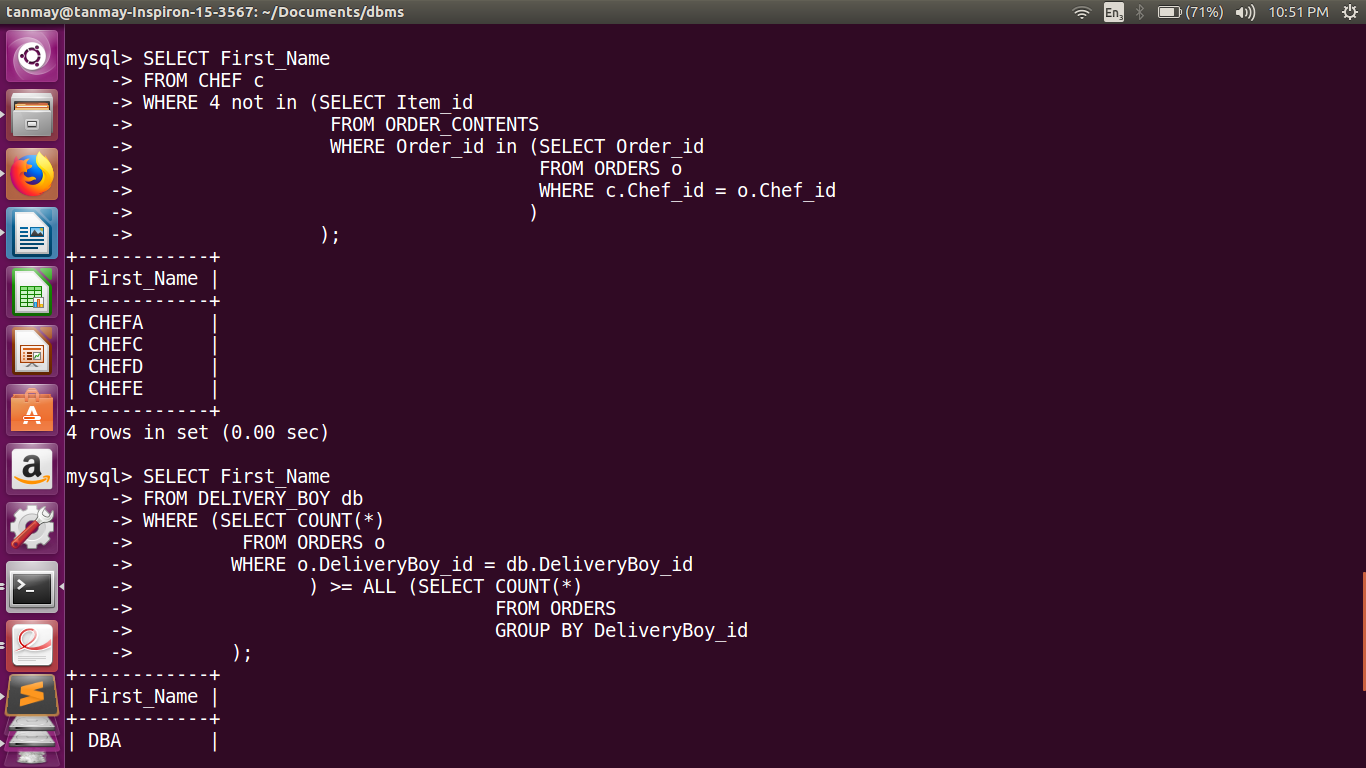 tanmay@tanmay-Inspiron-15-3567: ~/Documents/dbms En3 (71%) 10:51 PM
mysql> SELECT First_Name
    -> FROM CHEF c
    -> WHERE 4 not in (SELECT Item_id
    ->                  FROM ORDER_CONTENTS
    ->                  WHERE Order_id in (SELECT Order_id
    ->                                     FROM ORDERS o
    ->                                     WHERE c.Chef_id = o.Chef_id
    ->                                    )
    ->                 );
+------------+
| First_Name |
+------------+
| CHEFA      |
| CHEFC      |
| CHEFD      |
| CHEFE      |
+------------+
4 rows in set (0.00 sec)

mysql> SELECT First_Name
    -> FROM DELIVERY_BOY db
    -> WHERE (SELECT COUNT(*)
    ->          FROM ORDERS o
    ->         WHERE o.DeliveryBoy_id = db.DeliveryBoy_id
    ->                ) >= ALL (SELECT COUNT(*)
    ->                                 FROM ORDERS
    ->                                 GROUP BY DeliveryBoy_id
    ->         );
+------------+
| First_Name |
+------------+
| DBA        |